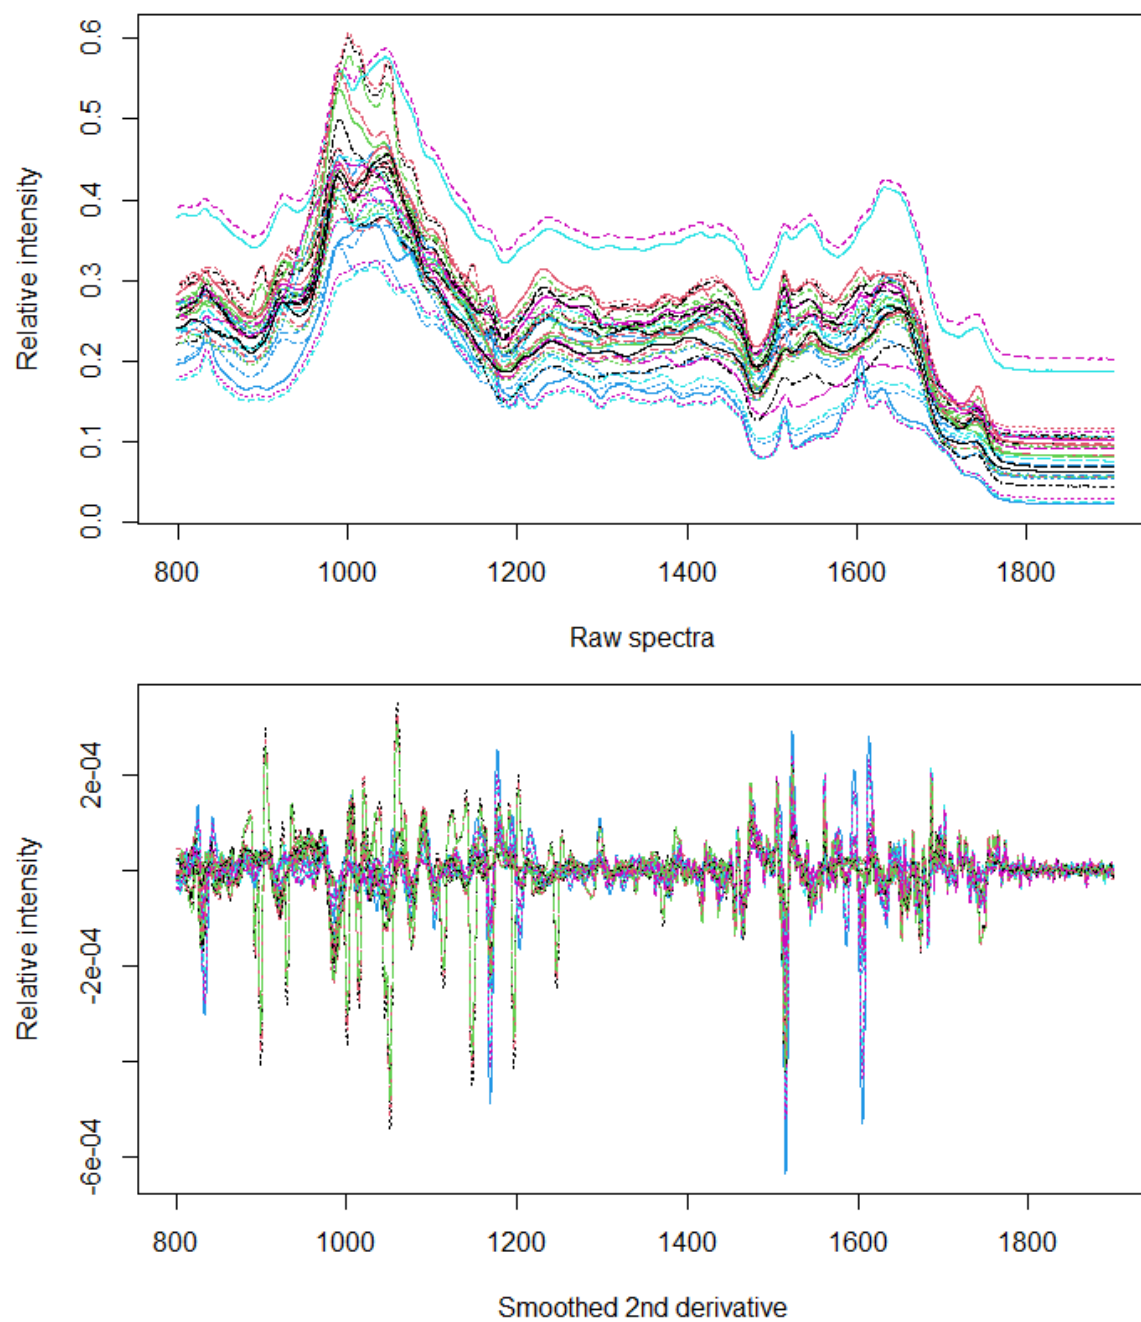 0.6
0.5
0.4
0.3
0.2
0.1
0.0
Relative intensity
800 1000 1200 1400 1600 1800
Raw spectra
2e-04
-2e-04
-6e-04
Relative intensity
800 1000 1200 1400 1600 1800
Smoothed 2nd derivative